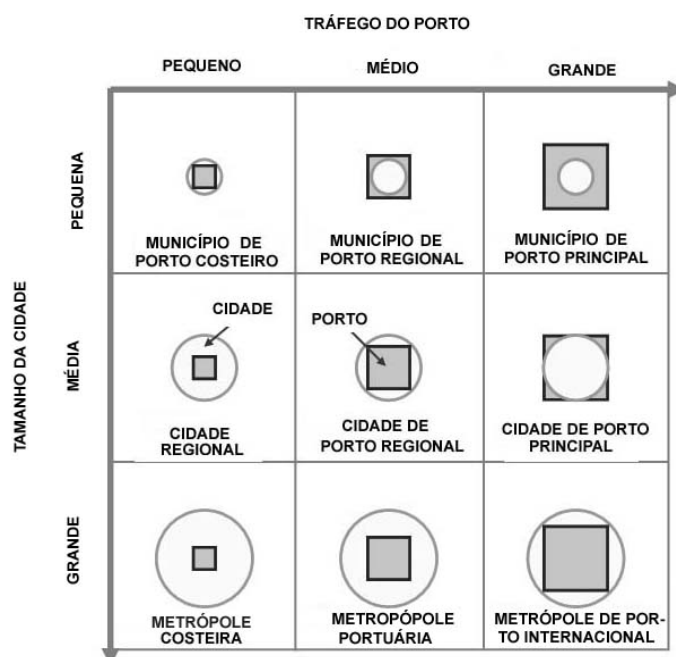 TRÁFEGO DO PORTO
PEQUENO
MÉDIO
GRANDE
TAMANHO DA CIDADE
PEQUENA
MUNICÍPIO DE
PORTO COSTEIRO
MUNICÍPIO DE
PORTO REGIONAL
MUNICÍPIO DE
PORTO PRINCIPAL
MÉDIA
CIDADE
CIDADE
REGIONAL
PORTO
CIDADE DE
PORTO REGIONAL
CIDADE DE PORTO
PRINCIPAL
GRANDE
METRÓPOLE
COSTEIRA
METROPÓPOLE
PORTUÁRIA
METRÓPOLE DE POR-
TO INTERNACIONAL